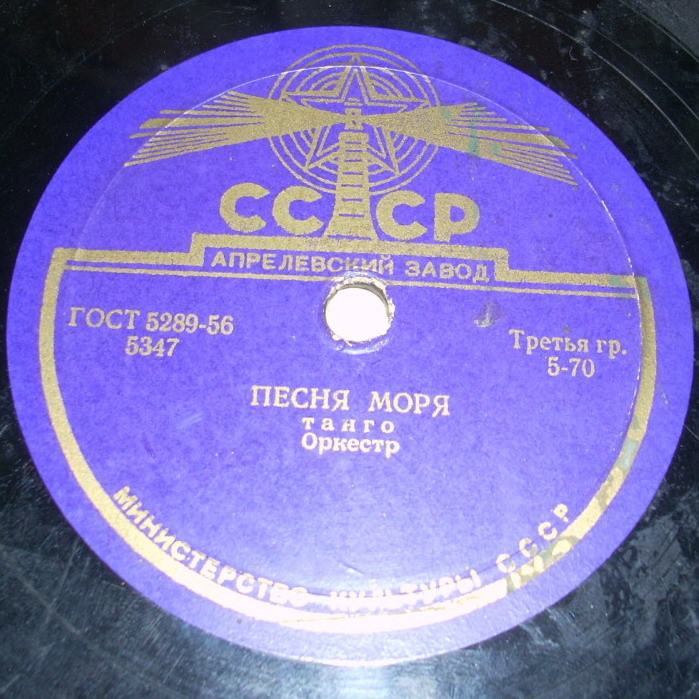 СССР
АПРЕЛЕВСКИЙ ЗАВОД
ГОСТ 5289-56
5347
Третья гр.
5-70
ПЕСНЯ МОРЯ
танго
Оркестр
МИНИСТЕРСТВО КУЛЬТУРЫ СССР